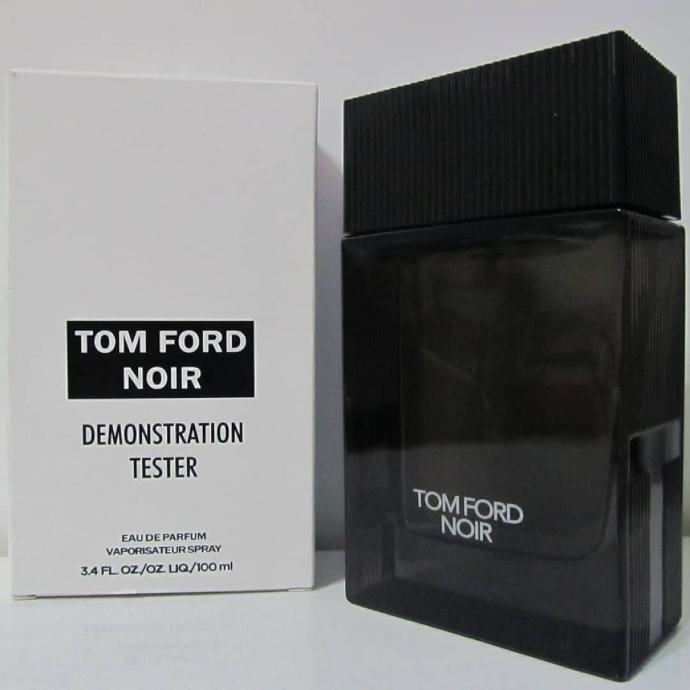 TOM FORD
NOIR
DEMONSTRATION
TESTER
EAU DE PARFUM
VAPORISATEUR SPRAY
3.4 FL. OZ./OZ. LIQ./100 ml
TOM FORD
NOIR